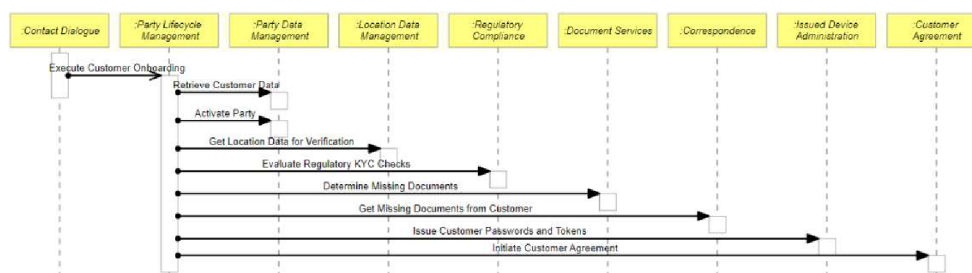 :Contact Dialogue
:Party Lifecycle
Management
:Party Data
Management
:Location Data
Management
:Regulatory
Compliance
:Document Services
:Correspondence
:Issued Device
Administration
:Customer
Agreement
Execute Customer Onboarding
Retrieve Customer Data
Activate Party
Get Location Data for Verification
Evaluate Regulatory KYC Checks
Determine Missing Documents
Get Missing Documents from Customer
Issue Customer Passwords and Tokens
Initiate Customer Agreement